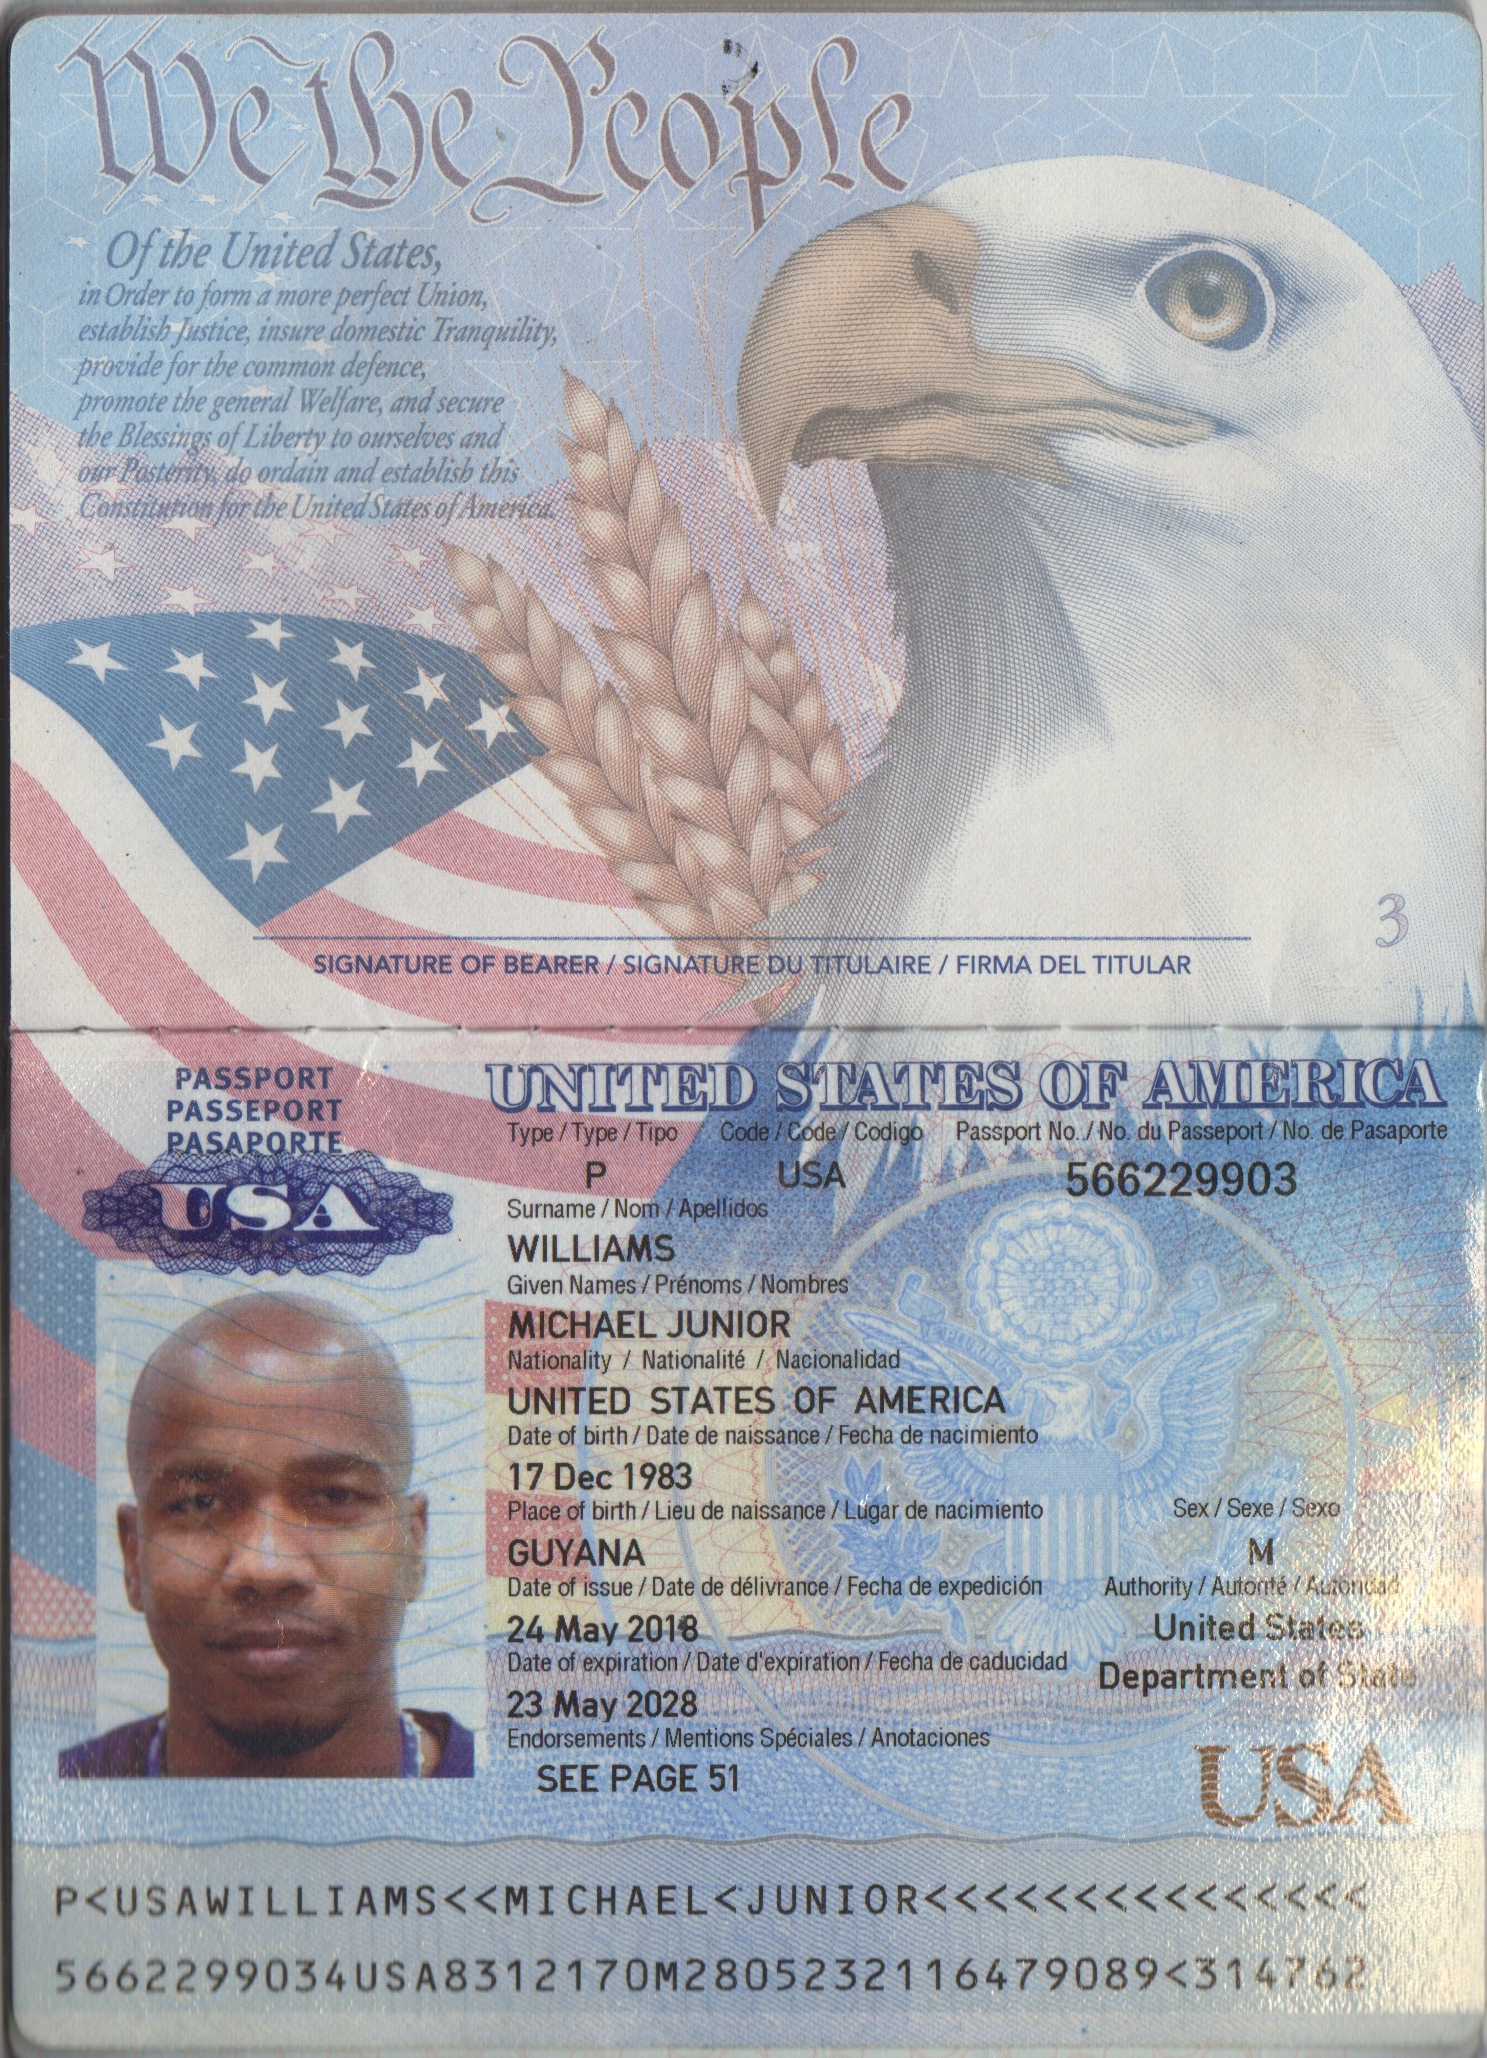 We the People
Of the United States,
in Order to form a more perfect Union,
establish Justice, insure domestic Tranquility,
provide for the common defence,
promote the general Welfare, and secure
the Blessings of Liberty to ourselves and
our Posterity, do ordain and establish this
Constitution for the United States of America.
3
SIGNATURE OF BEARER / SIGNATURE DU TITULAIRE / FIRMA DEL TITULAR
PASSPORT
PASSEPORT
PASAPORTE
USA
UNITED STATES OF AMERICA
Type / Type / Tipo Code / Code / Codigo Passport No. / No. du Passeport / No. de Pasaporte
P USA 566229903
Surname / Nom / Apellidos
WILLIAMS
Given Names / Prénoms / Nombres
MICHAEL JUNIOR
Nationality / Nationalité / Nacionalidad
UNITED STATES OF AMERICA
Date of birth / Date de naissance / Fecha de nacimiento
17 Dec 1983
Place of birth / Lieu de naissance / Lugar de nacimiento Sex / Sexe / Sexo
GUYANA M
Date of issue / Date de délivrance / Fecha de expedición Authority / Autorité / Autoridad
24 May 2018 United States
Date of expiration / Date d'expiration / Fecha de caducidad Department of State
23 May 2028
Endorsements / Mentions Spéciales / Anotaciones
SEE PAGE 51
USA
P<USAWILLIAMS<<MICHAEL<JUNIOR<<<<<<<<<<<<<<<
5662299034USA8312170M2805232116479089<314762